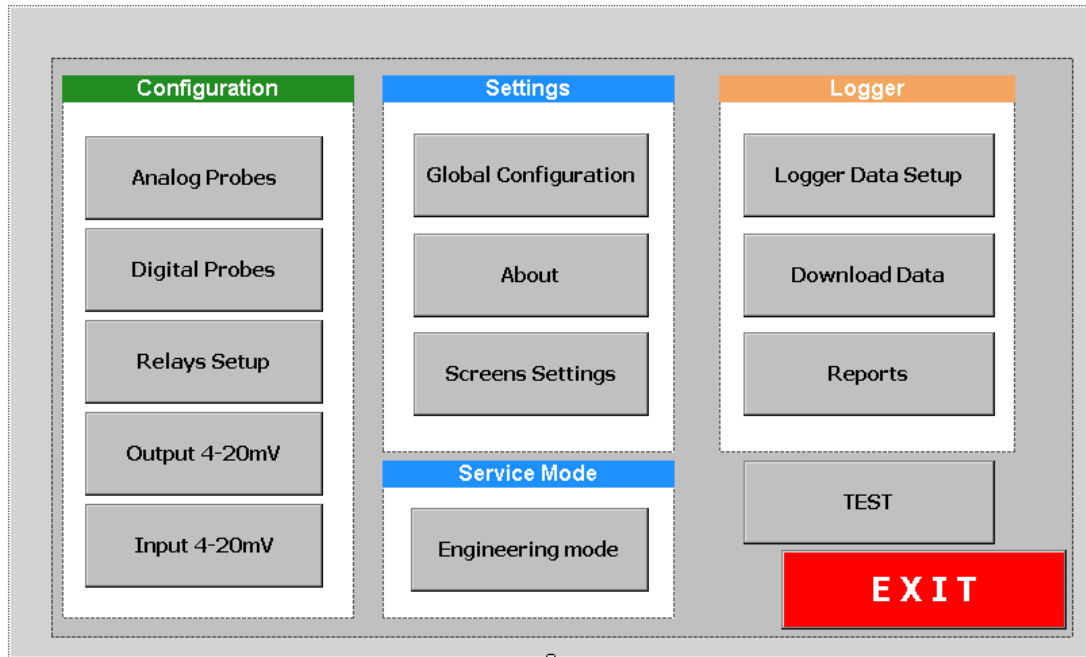 Configuration
Analog Probes
Digital Probes
Relays Setup
Output 4-20mV
Input 4-20mV
Settings
Global Configuration
About
Screens Settings
Service Mode
Engineering mode
Logger
Logger Data Setup
Download Data
Reports
TEST
EXIT